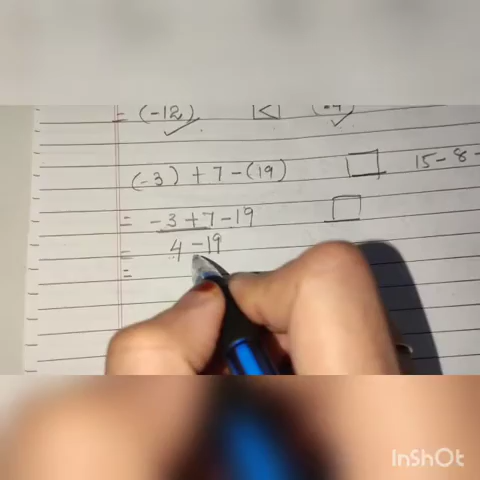 = (-12) <
(-3) + 7 - (19) □ 15 - 8 -
= - 3 + 7 - 19 □
= 4 - 19
=
InShOt